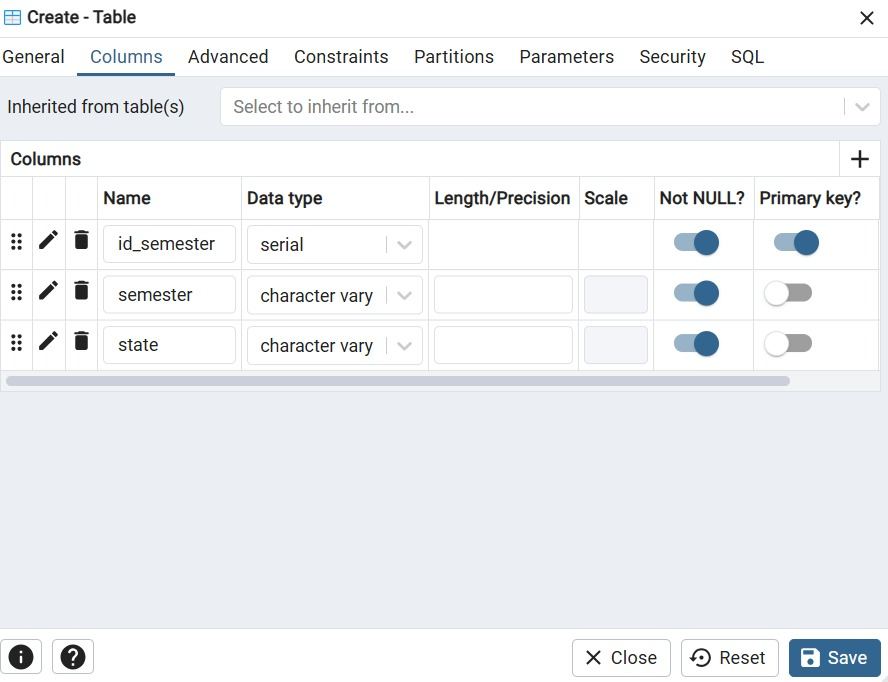 Create - Table
General Columns Advanced Constraints Partitions Parameters Security SQL
Inherited from table(s) Select to inherit from...
Columns
Name Data type Length/Precision Scale Not NULL? Primary key?
id_semester serial
semester character vary
state character vary
Close Reset Save